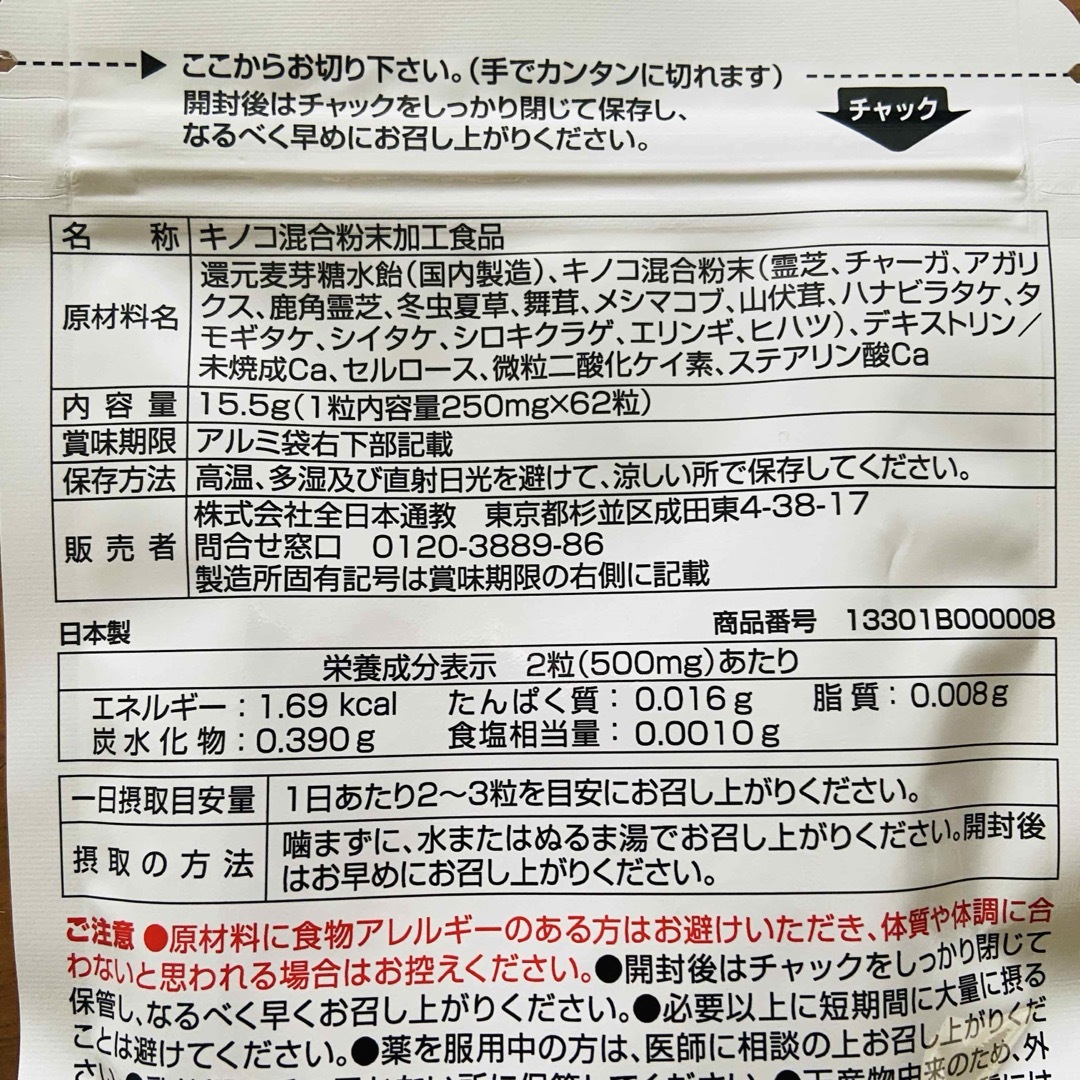 ここからお切り下さい。(手でカンタンに切れます)
開封後はチャックをしっかり閉じて保存し、
なるべく早めにお召し上がりください。
チャック
名称 キノコ混合粉末加工食品
原材料名 還元麦芽糖水飴(国内製造)、キノコ混合粉末(霊芝、チャーガ、アガリ
クス、鹿角霊芝、冬虫夏草、舞茸、メシマコブ、山伏茸、ハナビラタケ、タ
モギタケ、シイタケ、シロキクラゲ、エリンギ、ヒハツ)、デキストリン／
未焼成Ca、セルロース、微粒二酸化ケイ素、ステアリン酸Ca
内容量 15.5g(1粒内容量250mg×62粒)
賞味期限 アルミ袋右下部記載
保存方法 高温、多湿及び直射日光を避けて、涼しい所で保存してください。
販売者 株式会社全日本通教 東京都杉並区成田東4-38-17
問合せ窓口 0120-3889-86
製造所固有記号は賞味期限の右側に記載
日本製 商品番号 13301B000008
栄養成分表示 2粒(500mg)あたり
エネルギー：1.69 kcal たんぱく質：0.016g 脂質：0.008g
炭水化物：0.390g 食塩相当量：0.0010g
一日摂取目安量 1日あたり2〜3粒を目安にお召し上がりください。
摂取の方法 噛まずに、水またはぬるま湯でお召し上がりください。開封後
はお早めにお召し上がりください。
ご注意 ●原材料に食物アレルギーのある方はお避けいただき、体質や体調に合
わないと思われる場合はお控えください。●開封後はチャックをしっかり閉じて
保管し、なるべく早くお召し上がりください。●必要以上に短期間に大量に摂る
ことは避けてください。●薬を服用中の方は、医師に相談の上お召し上がりくだ
さい。
来のため、外